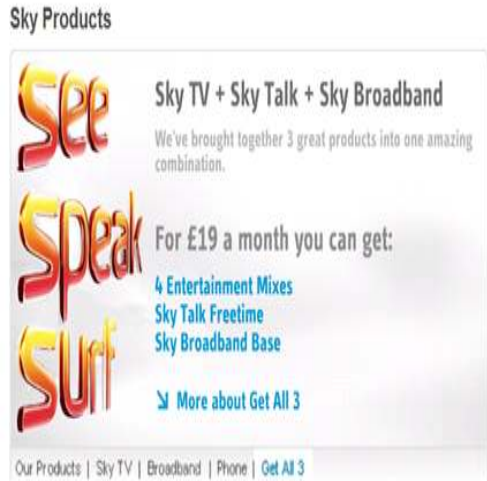 Sky Products
See
Sky TV + Sky Talk + Sky Broadband
We've brought together 3 great products into one amazing
combination.
Speak
For £19 a month you can get:
4 Entertainment Mixes
Sky Talk Freetime
Sky Broadband Base
Surf
More about Get All 3
Our Products | Sky TV | Broadband | Phone | Get All 3